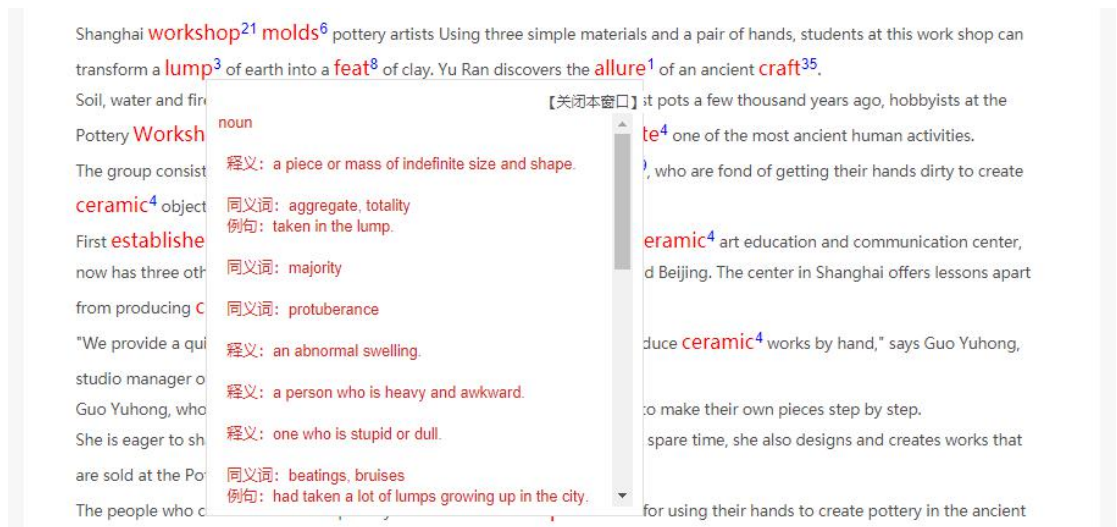 Shanghai workshop21 molds6 pottery artists Using three simple materials and a pair of hands, students at this work shop can
transform a lump3 of earth into a feat8 of clay. Yu Ran discovers the allure1 of an ancient craft35.
Soil, water and fir
st pots a few thousand years ago, hobbyists at the
Pottery Worksh
te4 one of the most ancient human activities.
The group consist
, who are fond of getting their hands dirty to create
ceramic4 object
First establishe
eramic4 art education and communication center,
now has three oth
d Beijing. The center in Shanghai offers lessons apart
from producing c
"We provide a qui
duce ceramic4 works by hand," says Guo Yuhong,
studio manager o
Guo Yuhong, who
to make their own pieces step by step.
She is eager to sh
spare time, she also designs and creates works that
are sold at the Po
The people who c
for using their hands to create pottery in the ancient
【关闭本窗口】
noun
释义：a piece or mass of indefinite size and shape.
同义词：aggregate, totality
例句：taken in the lump.
同义词：majority
同义词：protuberance
释义：an abnormal swelling.
释义：a person who is heavy and awkward.
释义：one who is stupid or dull.
同义词：beatings, bruises
例句：had taken a lot of lumps growing up in the city.